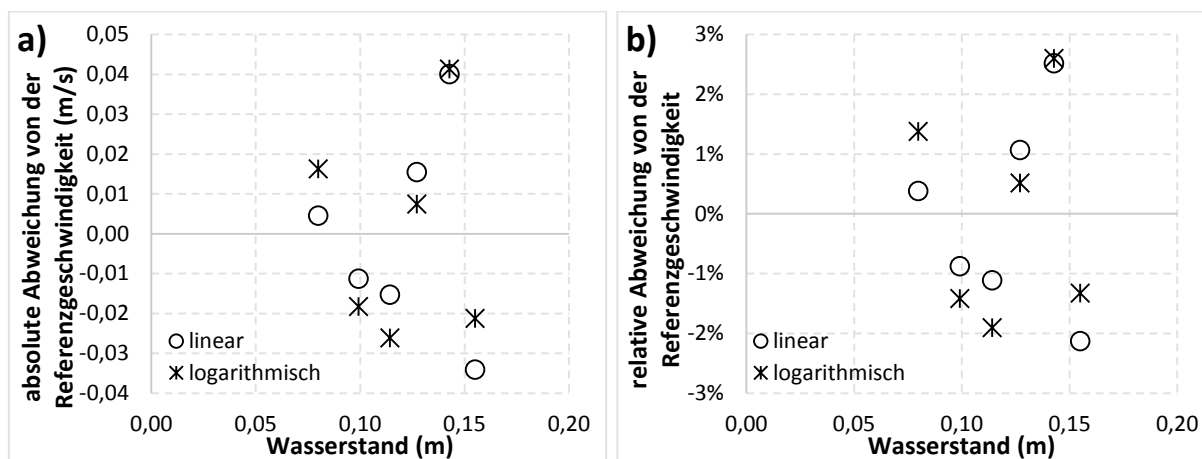 a)
absolute Abweichung von der
Referenzgeschwindigkeit (m/s)
0,05
0,04
0,03
0,02
0,01
0,00
-0,01
-0,02
-0,03
-0,04
linear
logarithmisch
0,00 0,05 0,10 0,15 0,20
Wasserstand (m)
b)
relative Abweichung von der
Referenzgeschwindigkeit
3%
2%
1%
0%
-1%
-2%
-3%
linear
logarithmisch
0,00 0,05 0,10 0,15 0,20
Wasserstand (m)